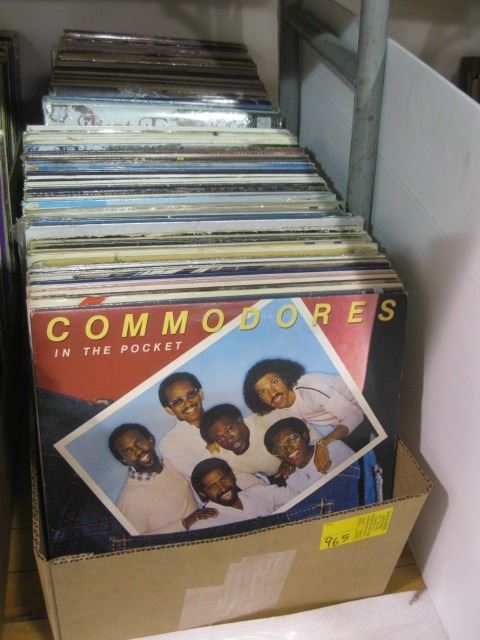 COMMODORES
IN THE POCKET
965